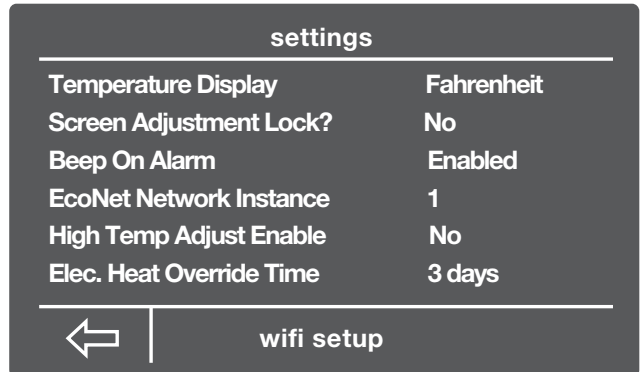 settings
Temperature Display Fahrenheit
Screen Adjustment Lock? No
Beep On Alarm Enabled
EcoNet Network Instance 1
High Temp Adjust Enable No
Elec. Heat Override Time 3 days
wifi setup